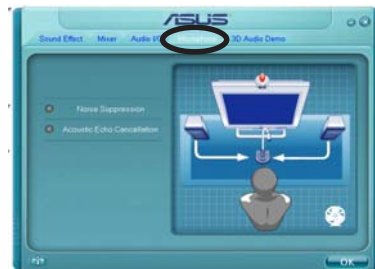 ASUS
Sound Effect Mixer Audio I/O Microphone 3D Audio Demo
Noise Suppression
Acoustic Echo Cancellation
OK